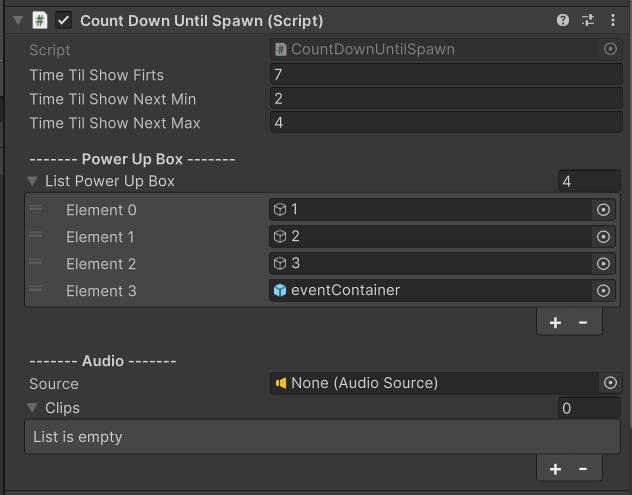 Count Down Until Spawn (Script)
Script CountDownUntilSpawn
Time Til Show Firts 7
Time Til Show Next Min 2
Time Til Show Next Max 4
------- Power Up Box -------
List Power Up Box 4
Element 0 1
Element 1 2
Element 2 3
Element 3 eventContainer
+ -
------- Audio -------
Source None (Audio Source)
Clips 0
List is empty
+ -